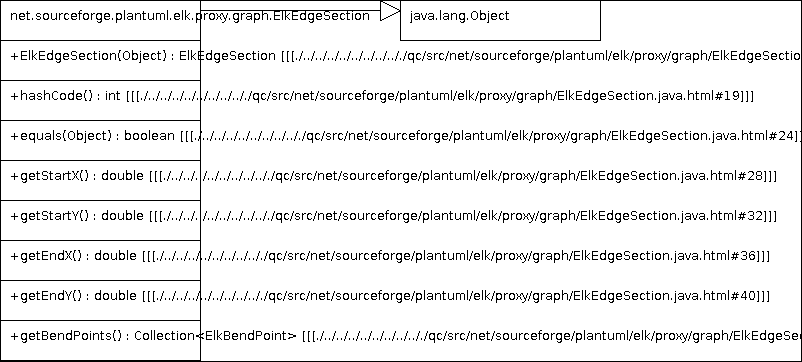 net.sourceforge.plantuml.elk.proxy.graph.ElkEdgeSection
java.lang.Object
+ElkEdgeSection(Object) : ElkEdgeSection [[[./../../../../../../../../../qc/src/net/sourceforge/plantuml/elk/proxy/graph/ElkEdgeSectio
+hashCode() : int [[[./../../../../../../../../../qc/src/net/sourceforge/plantuml/elk/proxy/graph/ElkEdgeSection.java.html#19]]]
+equals(Object) : boolean [[[./../../../../../../../../../qc/src/net/sourceforge/plantuml/elk/proxy/graph/ElkEdgeSection.java.html#24]]]
+getStartX() : double [[[./../../../../../../../../../qc/src/net/sourceforge/plantuml/elk/proxy/graph/ElkEdgeSection.java.html#28]]]
+getStartY() : double [[[./../../../../../../../../../qc/src/net/sourceforge/plantuml/elk/proxy/graph/ElkEdgeSection.java.html#32]]]
+getEndX() : double [[[./../../../../../../../../../qc/src/net/sourceforge/plantuml/elk/proxy/graph/ElkEdgeSection.java.html#36]]]
+getEndY() : double [[[./../../../../../../../../../qc/src/net/sourceforge/plantuml/elk/proxy/graph/ElkEdgeSection.java.html#40]]]
+getBendPoints() : Collection<ElkBendPoint> [[[./../../../../../../../../../qc/src/net/sourceforge/plantuml/elk/proxy/graph/ElkEdgeSe